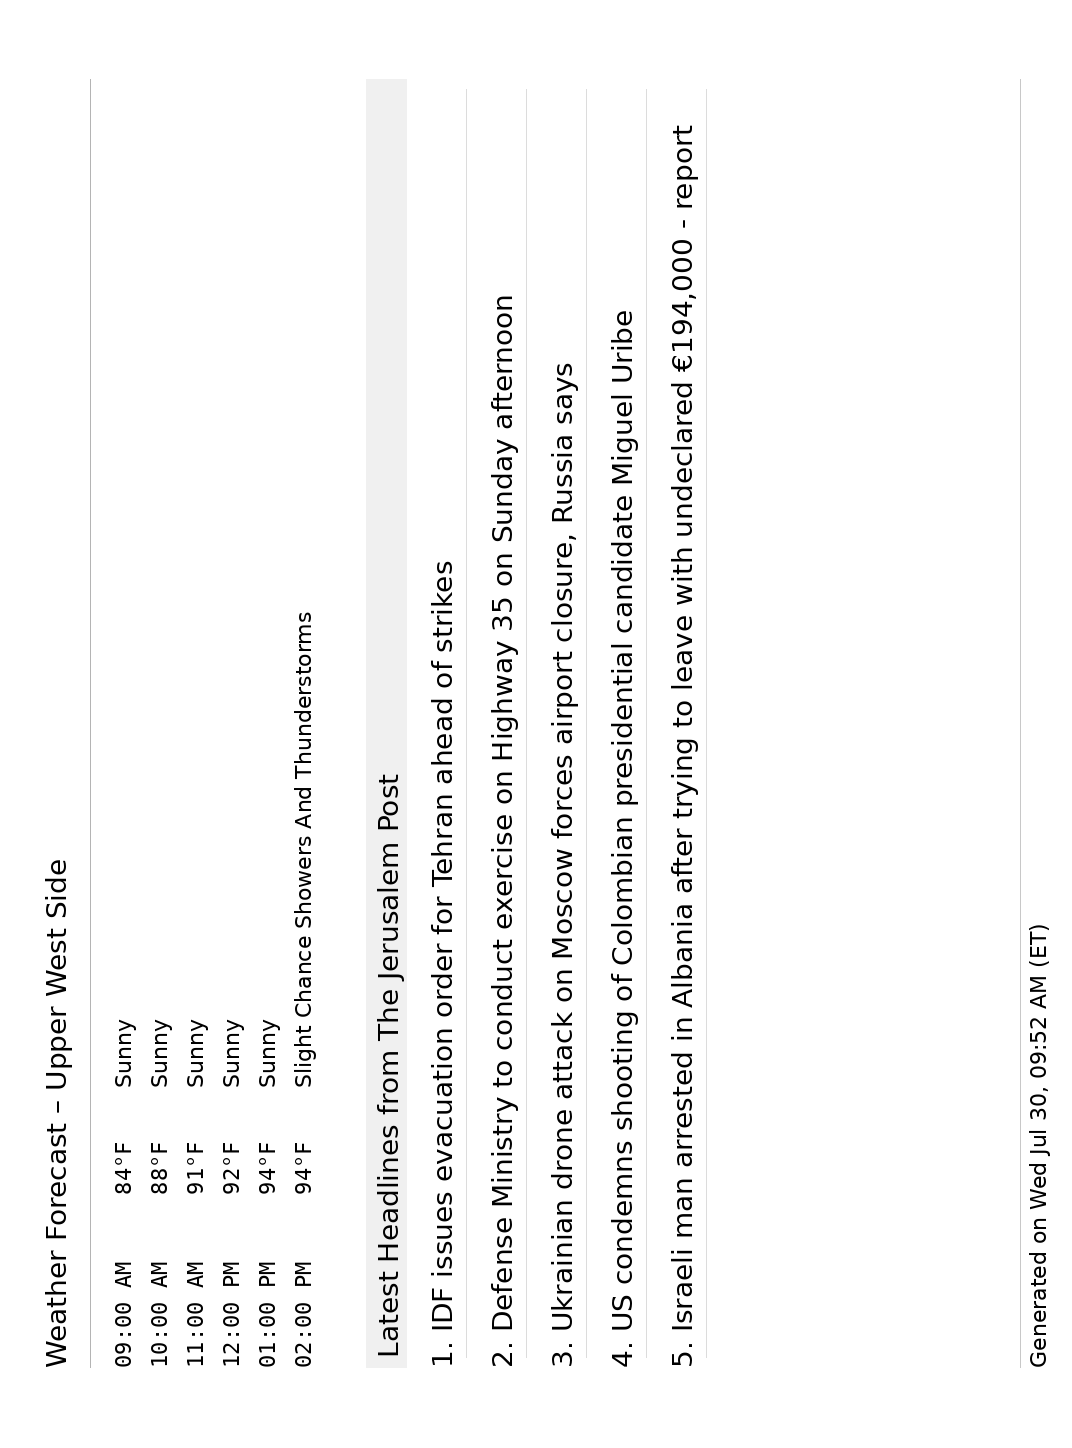 Weather Forecast – Upper West Side
09:00 AM 84°F Sunny
10:00 AM 88°F Sunny
11:00 AM 91°F Sunny
12:00 PM 92°F Sunny
01:00 PM 94°F Sunny
02:00 PM 94°F Slight Chance Showers And Thunderstorms
Latest Headlines from The Jerusalem Post
1. IDF issues evacuation order for Tehran ahead of strikes
2. Defense Ministry to conduct exercise on Highway 35 on Sunday afternoon
3. Ukrainian drone attack on Moscow forces airport closure, Russia says
4. US condemns shooting of Colombian presidential candidate Miguel Uribe
5. Israeli man arrested in Albania after trying to leave with undeclared €194,000 - report
Generated on Wed Jul 30, 09:52 AM (ET)